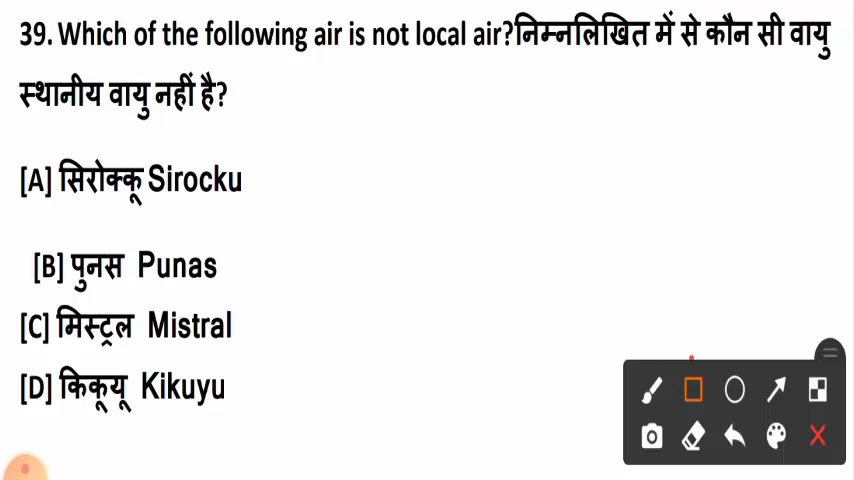 39. Which of the following air is not local air?निम्नलिखित में से कौन सी वायु
स्थानीय वायु नहीं है?
[A] सिरोक्कू Sirocku
[B] पुनस Punas
[C] मिस्ट्रल Mistral
[D] किकूयू Kikuyu